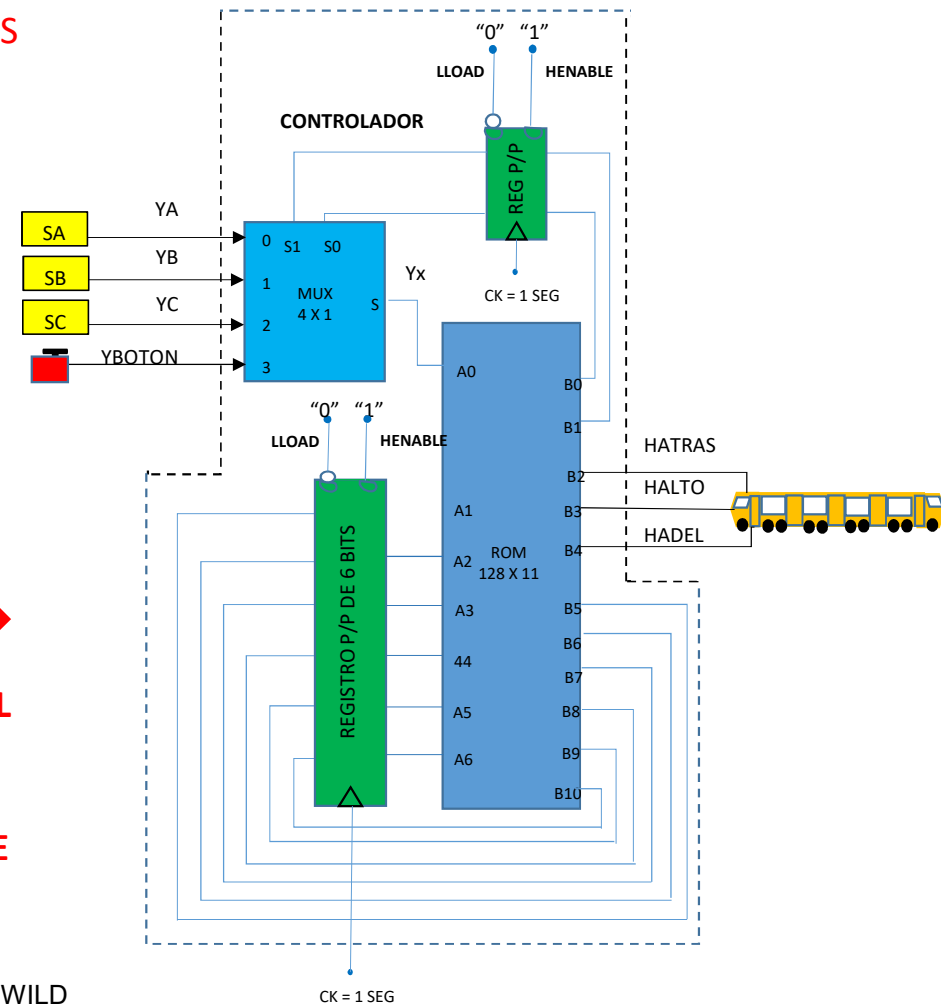 S
"0" "1"
LLOAD HENABLE
CONTROLADOR
REG P/P
CK = 1 SEG
SA YA
SB YB
SC YC
YBOTON
0 S1 S0
1
2
3
MUX
4 X 1
S
Yx
"0" "1"
LLOAD HENABLE
REGISTRO P/P DE 6 BITS
A0
A1
A2
A3
44
A5
A6
ROM
128 X 11
B0
B1
B2
B3
B4
B5
B6
B7
B8
B9
B10
HATRAS
HALTO
HADEL
L
E
WILD
CK = 1 SEG